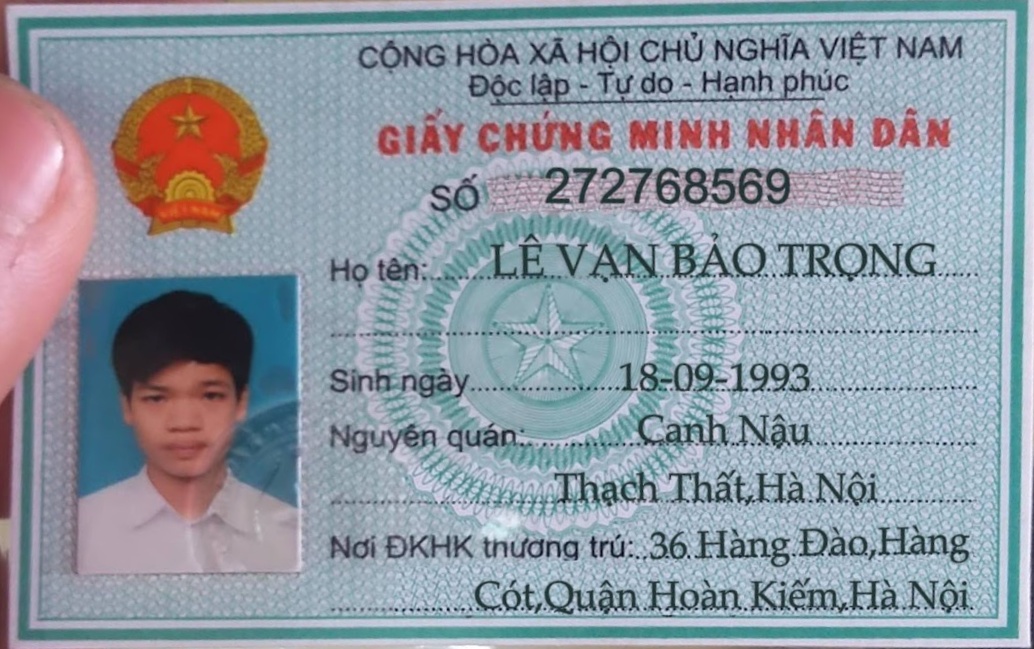 CỘNG HÒA XÃ HỘI CHỦ NGHĨA VIỆT NAM
Độc lập - Tự do - Hạnh phúc
GIẤY CHỨNG MINH NHÂN DÂN
SỐ 272768569
VIỆT NAM
Họ tên: LÊ VẠN BẢO TRỌNG
Sinh ngày 18-09-1993
Nguyên quán: Canh Nậu
Thạch Thất,Hà Nội
Nơi ĐKHK thường trú: 36 Hàng Đào,Hàng
Cót,Quận Hoàn Kiếm,Hà Nội